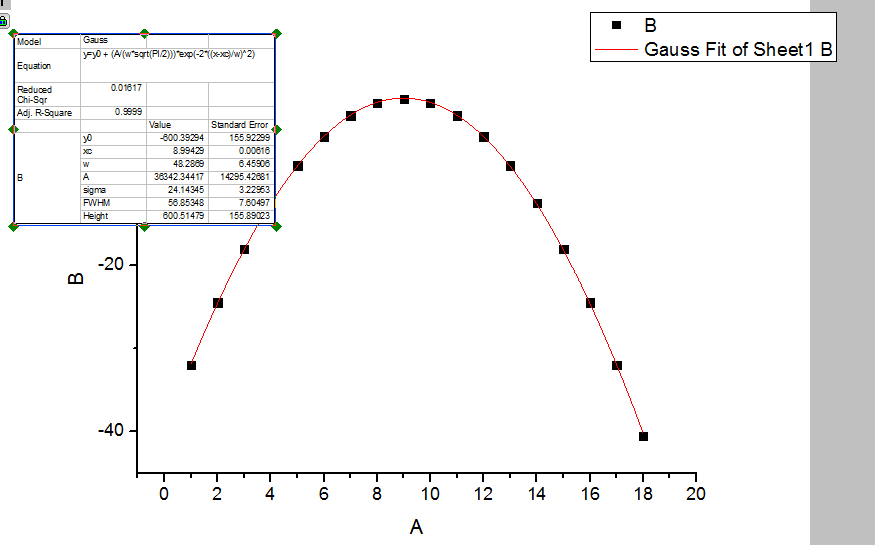 Model Gauss
Equation y=y0 + (A/(w*sqrt(PI/2)))*exp(-2*((x-xc)/w)^2)
Reduced Chi-Sqr 0.01617
Adj. R-Square 0.9999
Value Standard Error
B y0 -600.39294 155.92299
B xc 8.99429 0.00616
B w 48.2869 6.45906
B A 36342.34417 14295.42681
B sigma 24.14345 3.22953
B FWHM 56.85348 7.60497
B Height 600.51479 155.89023
B
Gauss Fit of Sheet1 B
-20
-40
B
0 2 4 6 8 10 12 14 16 18 20
A